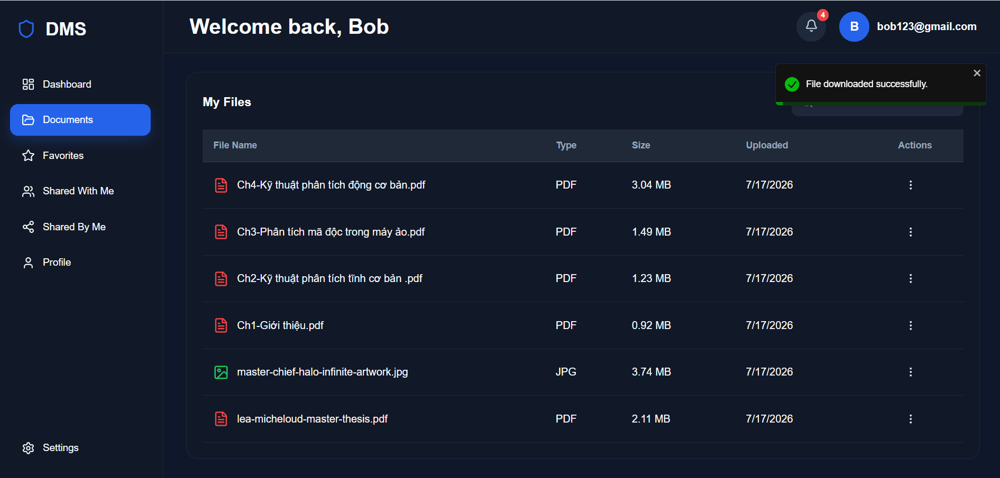 DMS
Welcome back, Bob
4
B
bob123@gmail.com
Dashboard
Documents
Favorites
Shared With Me
Shared By Me
Profile
Settings
File downloaded successfully.
My Files
File Name Type Size Uploaded Actions
Ch4-Kỹ thuật phân tích động cơ bản.pdf PDF 3.04 MB 7/17/2026
Ch3-Phân tích mã độc trong máy ảo.pdf PDF 1.49 MB 7/17/2026
Ch2-Kỹ thuật phân tích tĩnh cơ bản .pdf PDF 1.23 MB 7/17/2026
Ch1-Giới thiệu.pdf PDF 0.92 MB 7/17/2026
master-chief-halo-infinite-artwork.jpg JPG 3.74 MB 7/17/2026
lea-micheloud-master-thesis.pdf PDF 2.11 MB 7/17/2026